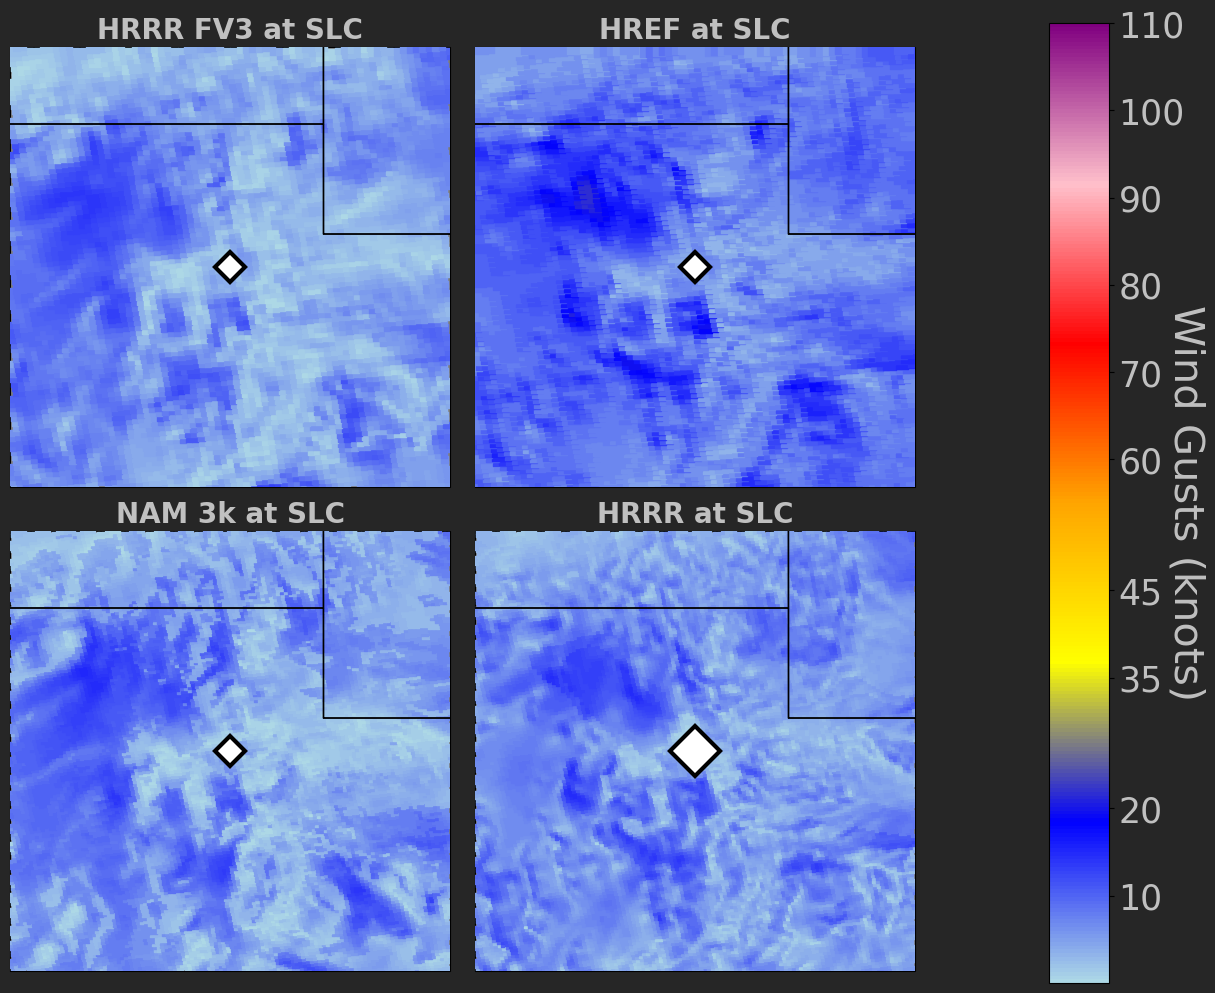 HRRR FV3 at SLC
HREF at SLC
NAM 3k at SLC
HRRR at SLC
110
100
90
80
70
60
45
35
20
10
Wind Gusts (knots)